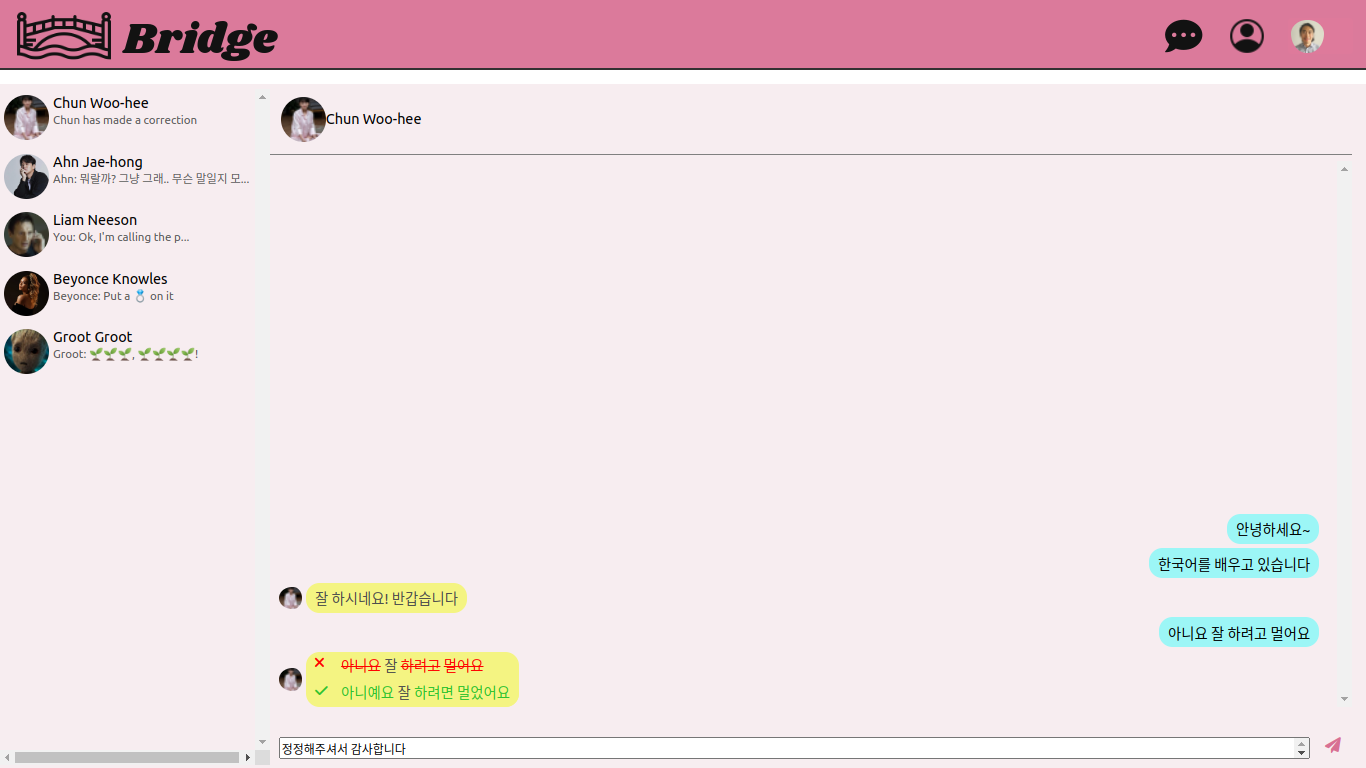 Bridge
Chun Woo-hee
Chun has made a correction
Ahn Jae-hong
Ahn: 뭐랄까? 그냥 그래.. 무슨 말일지 모...
Liam Neeson
You: Ok, I'm calling the p...
Beyonce Knowles
Beyonce: Put a 💍 on it
Groot Groot
Groot: 🌱🌱🌱, 🌱🌱🌱🌱!
Chun Woo-hee
안녕하세요~
한국어를 배우고 있습니다
잘 하시네요! 반갑습니다
아니요 잘 하려고 멀어요
아니요 잘 하려고 멀어요
아니예요 잘 하려면 멀었어요
정정해주셔서 감사합니다